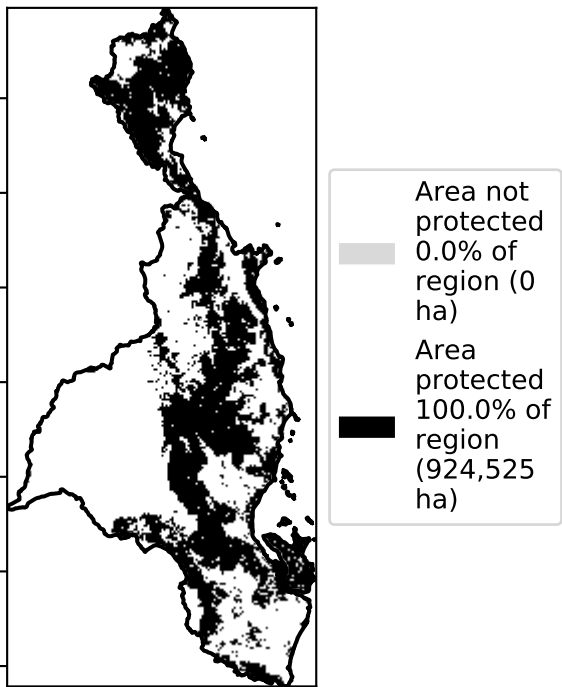 Area not
protected
0.0% of
region (0
ha)
Area
protected
100.0% of
region
(924,525
ha)